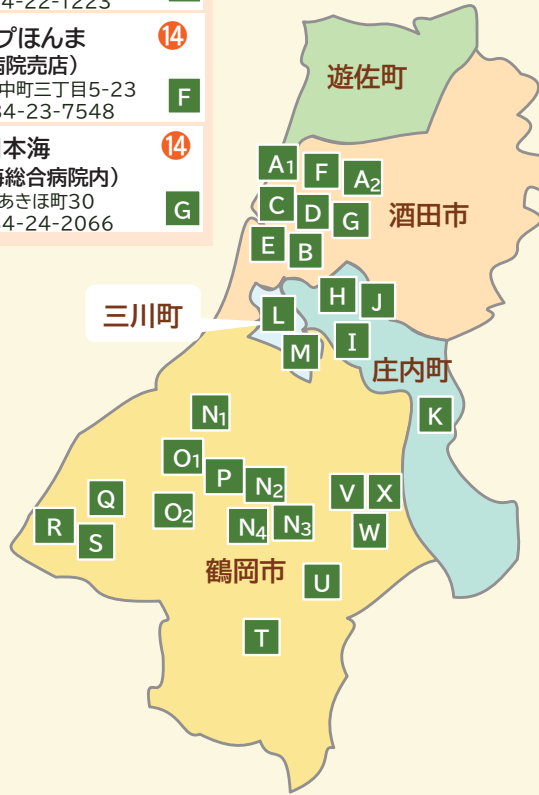 4-22-1223
プほんま
⑭
病院売店）
中町三丁目5-23
34-23-7548
F
日本海
⑭
海総合病院内）
あきほ町30
4-24-2066
G
遊佐町
A1 F A2
C D G
酒田市
E B
H J
三川町
L
M I
庄内町
K
N1
O1
P
N2
V X
Q
O2
R
S
N4 N3
W
鶴岡市
U
T